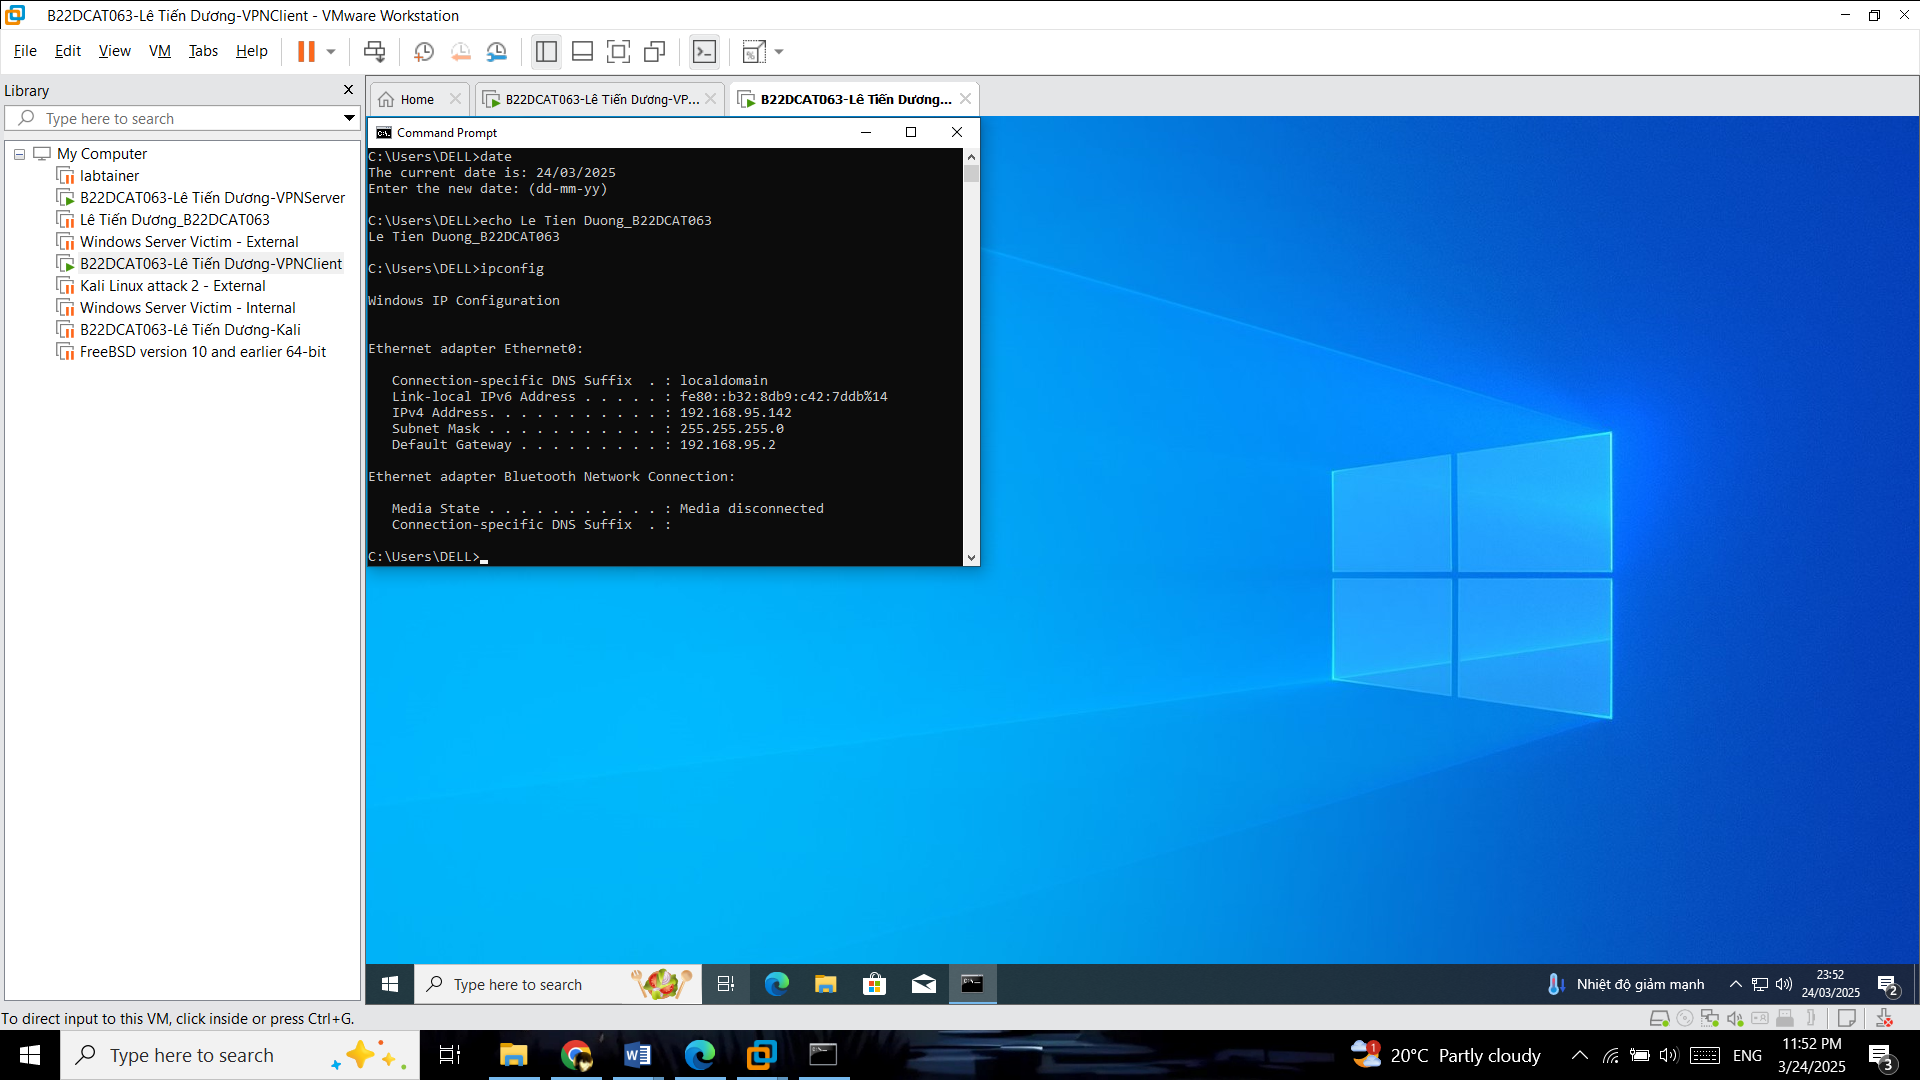 B22DCAT063-Lê Tiến Dương-VPNClient - VMware Workstation
File Edit View VM Tabs Help
Library
Type here to search
My Computer
labtainer
B22DCAT063-Lê Tiến Dương-VPNServer
Lê Tiến Dương_B22DCAT063
Windows Server Victim - External
B22DCAT063-Lê Tiến Dương-VPNClient
Kali Linux attack 2 - External
Windows Server Victim - Internal
B22DCAT063-Lê Tiến Dương-Kali
FreeBSD version 10 and earlier 64-bit
Home
B22DCAT063-Lê Tiến Dương-VP...
B22DCAT063-Lê Tiến Dương...
Command Prompt
C:\Users\DELL>date
The current date is: 24/03/2025
Enter the new date: (dd-mm-yy)
C:\Users\DELL>echo Le Tien Duong_B22DCAT063
Le Tien Duong_B22DCAT063
C:\Users\DELL>ipconfig
Windows IP Configuration
Ethernet adapter Ethernet0:
Connection-specific DNS Suffix  . : localdomain
Link-local IPv6 Address . . . . . : fe80::b32:8db9:c42:7ddb%14
IPv4 Address. . . . . . . . . . . : 192.168.95.142
Subnet Mask . . . . . . . . . . . : 255.255.255.0
Default Gateway . . . . . . . . . : 192.168.95.2
Ethernet adapter Bluetooth Network Connection:
Media State . . . . . . . . . . . : Media disconnected
Connection-specific DNS Suffix  . :
C:\Users\DELL>
Type here to search
Nhiệt độ giảm mạnh
23:52
24/03/2025
2
To direct input to this VM, click inside or press Ctrl+G.
Type here to search
1
20°C Partly cloudy
ENG
11:52 PM
3/24/2025
3